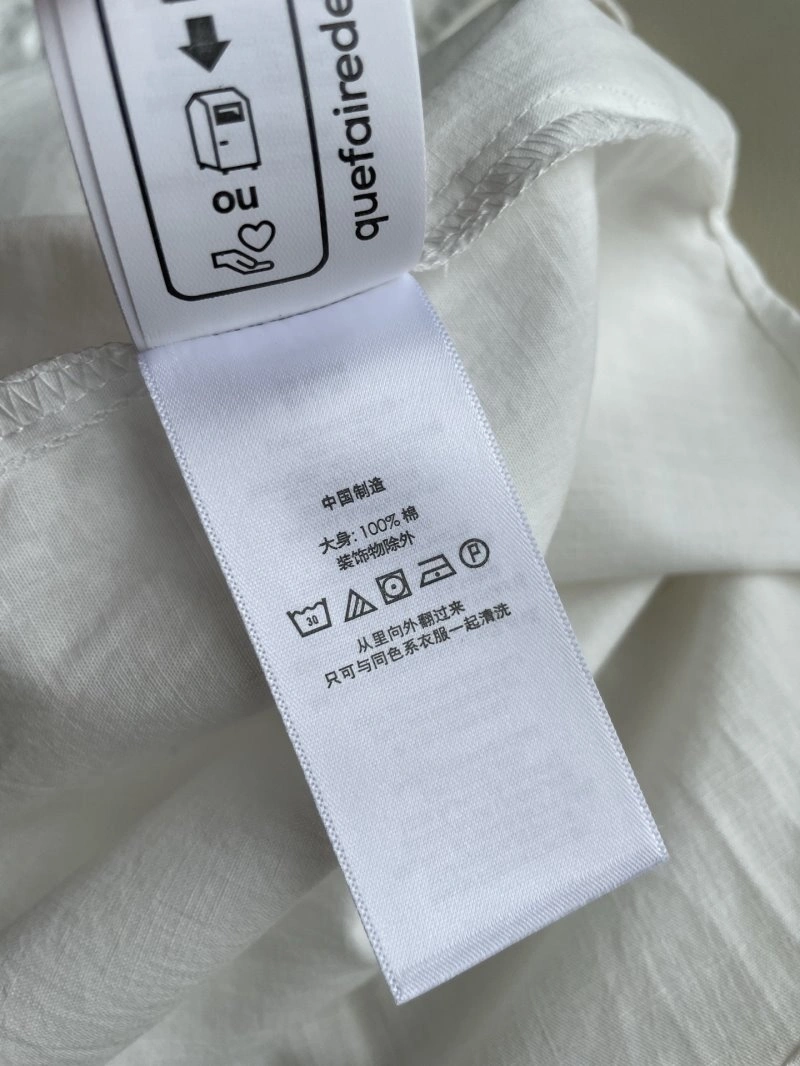 OU
quefairede
中国制造
大身: 100% 棉
装饰物除外
30 P
从里向外翻过来
只可与同色系衣服一起清洗